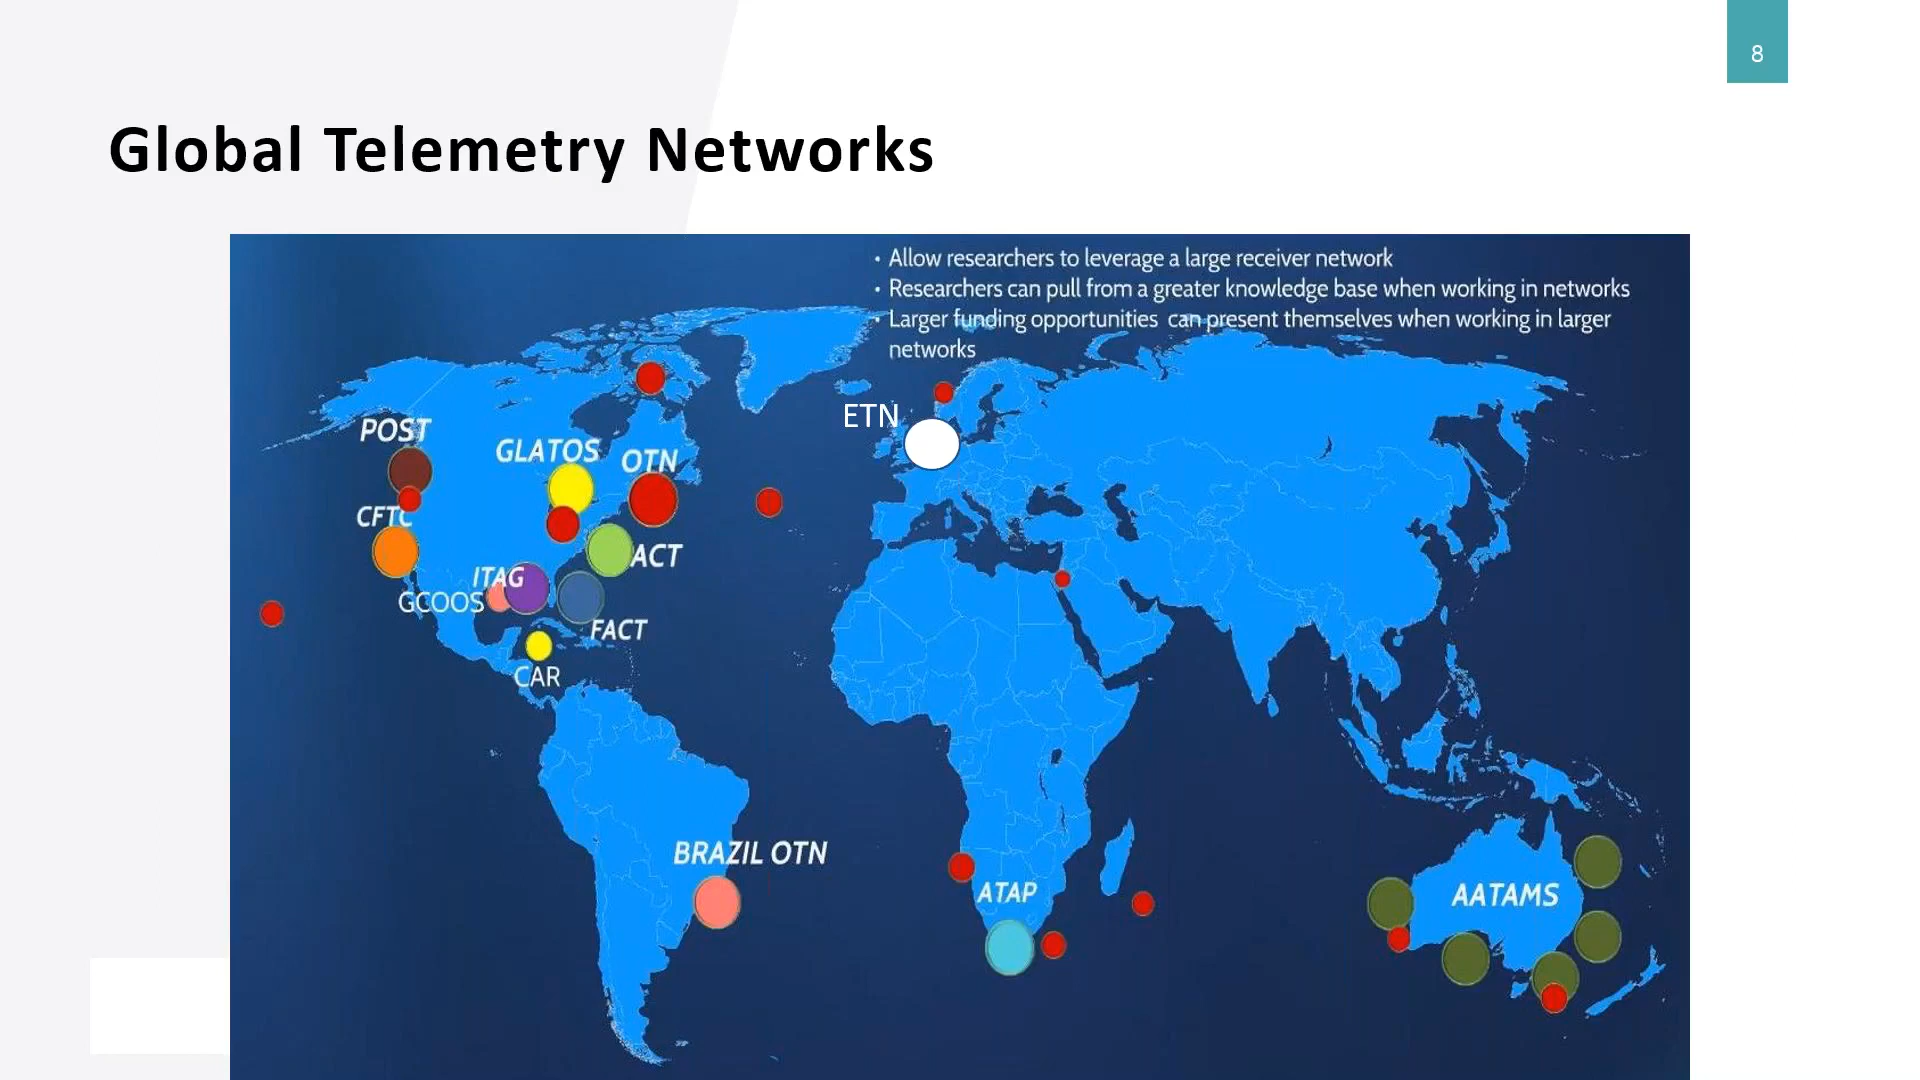 8
Global Telemetry Networks
• Allow researchers to leverage a large receiver network
• Researchers can pull from a greater knowledge base when working in networks
• Larger funding opportunities can present themselves when working in larger
networks
ETN
POST
GLATOS
OTN
CFTC
ACT
ITAG
GCOOS
FACT
CAR
BRAZIL OTN
ATAP
AATAMS